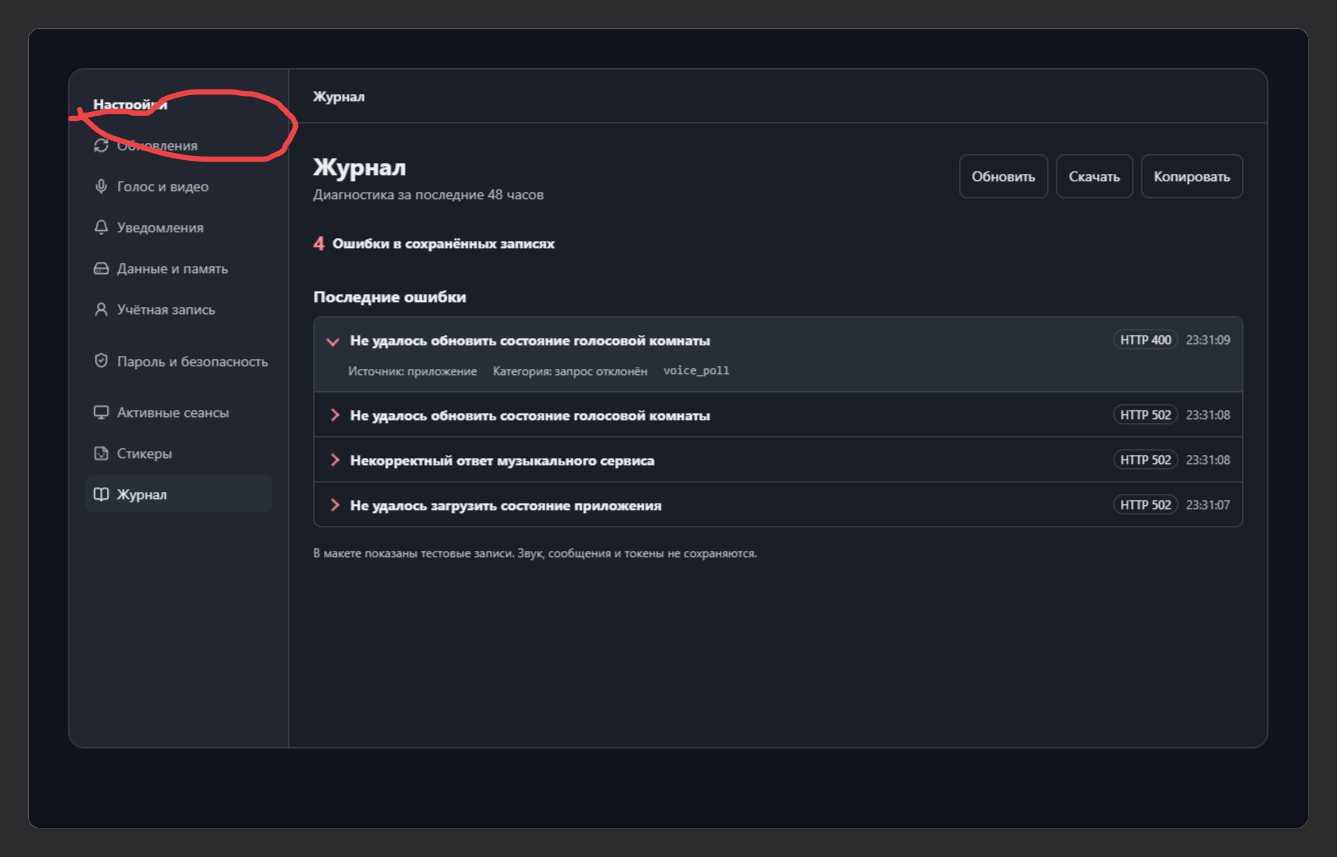 Настройки
Обновления
Голос и видео
Уведомления
Данные и память
Учётная запись
Пароль и безопасность
Активные сеансы
Стикеры
Журнал
Журнал
Журнал
Диагностика за последние 48 часов
Обновить
Скачать
Копировать
4 Ошибки в сохранённых записях
Последние ошибки
Не удалось обновить состояние голосовой комнаты HTTP 400 23:31:09
Источник: приложение Категория: запрос отклонён voice_poll
Не удалось обновить состояние голосовой комнаты HTTP 502 23:31:08
Некорректный ответ музыкального сервиса HTTP 502 23:31:08
Не удалось загрузить состояние приложения HTTP 502 23:31:07
В макете показаны тестовые записи. Звук, сообщения и токены не сохраняются.